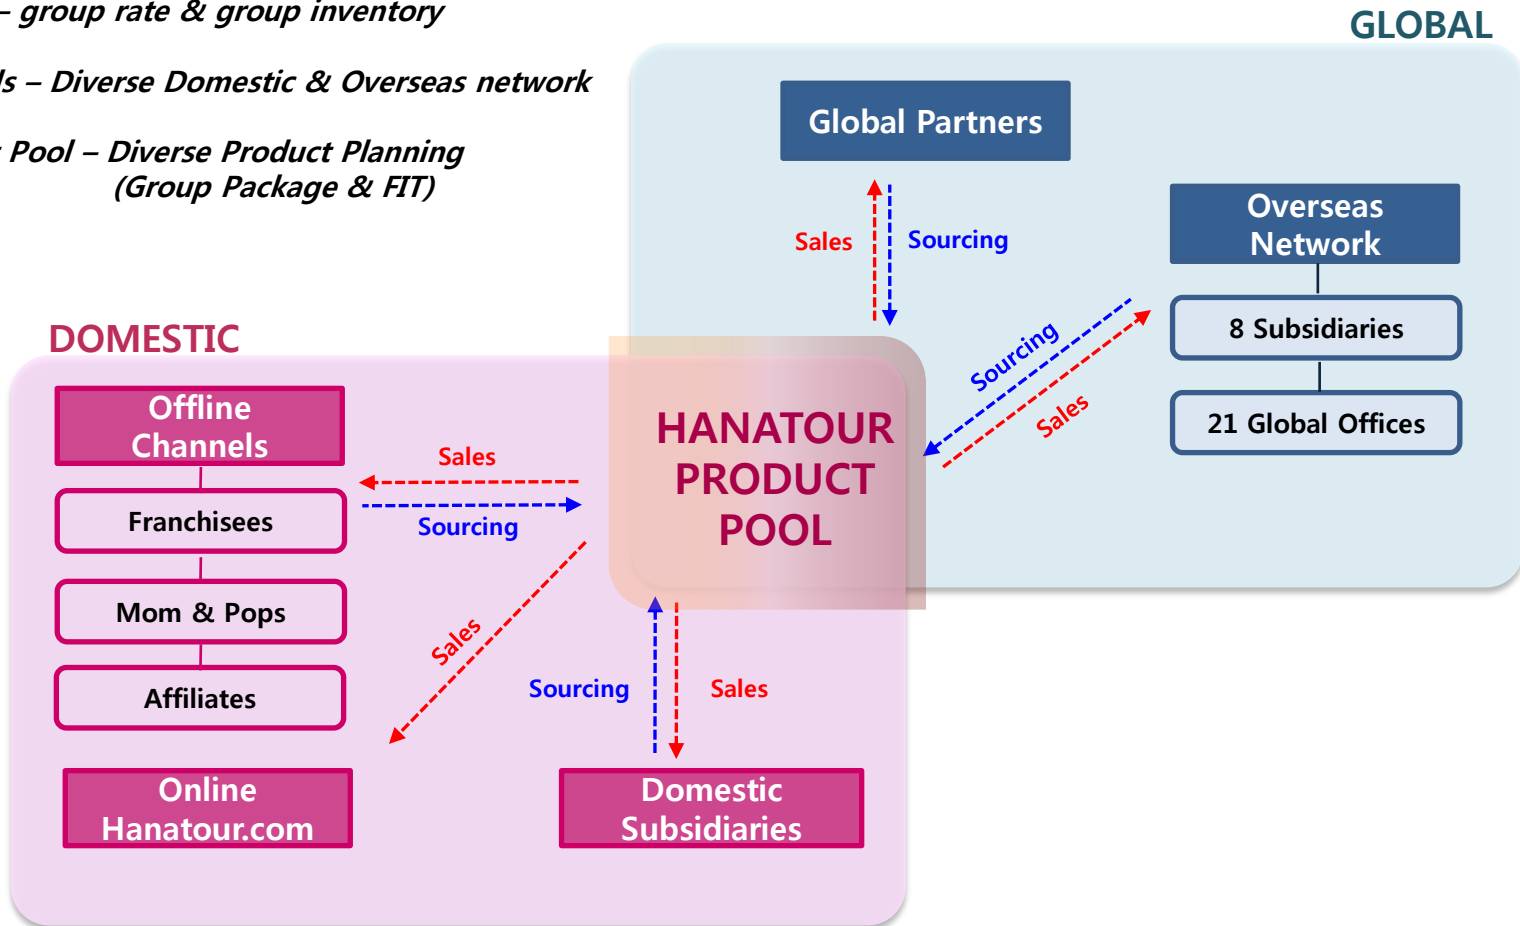 – group rate & group inventory
– Diverse Domestic & Overseas network
Pool – Diverse Product Planning
(Group Package & FIT)
GLOBAL
Global Partners
Overseas
Network
Sales
Sourcing
8 Subsidiaries
21 Global Offices
Sourcing
Sales
DOMESTIC
Offline
Channels
Franchisees
Mom & Pops
Affiliates
Sales
Sourcing
HANATOUR
PRODUCT
POOL
Sales
Sourcing
Sales
Online
Hanatour.com
Domestic
Subsidiaries